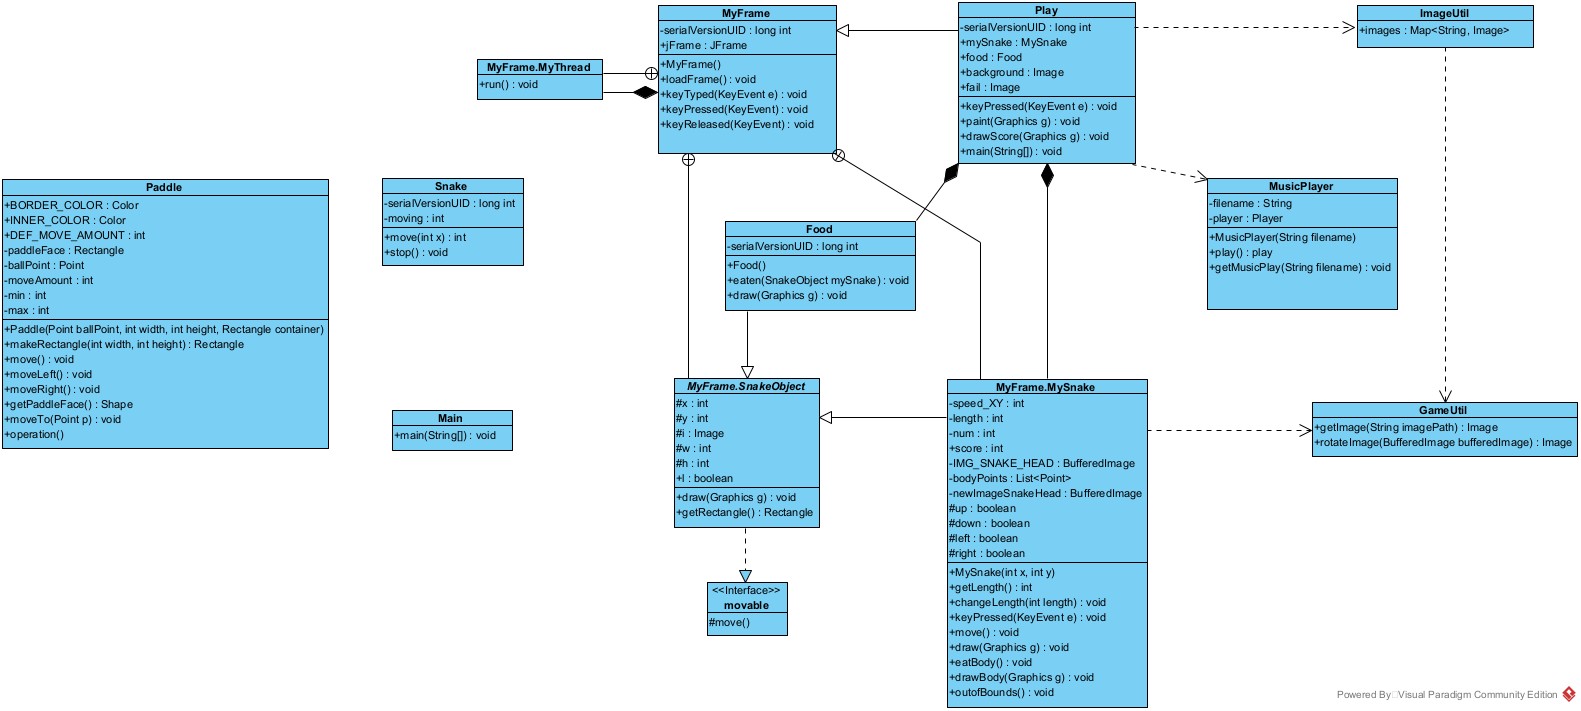 MyFrame
-serialVersionUID : long int
+jFrame : JFrame
+MyFrame()
+loadFrame() : void
+keyTyped(KeyEvent e) : void
+keyPressed(KeyEvent) : void
+keyReleased(KeyEvent) : void
Play
-serialVersionUID : long int
+mySnake : MySnake
+food : Food
+background : Image
+fail : Image
+keyPressed(KeyEvent e) : void
+paint(Graphics g) : void
+drawScore(Graphics g) : void
+main(String[]) : void
ImageUtil
+images : Map<String, Image>
MyFrame.MyThread
+run() : void
Paddle
+BORDER_COLOR : Color
+INNER_COLOR : Color
+DEF_MOVE_AMOUNT : int
-paddleFace : Rectangle
-ballPoint : Point
-moveAmount : int
-min : int
-max : int
+Paddle(Point ballPoint, int width, int height, Rectangle container)
+makeRectangle(int width, int height) : Rectangle
+move() : void
+moveLeft() : void
+moveRight() : void
+getPaddleFace() : Shape
+moveTo(Point p) : void
+operation()
Snake
-serialVersionUID : long int
-moving : int
+move(int x) : int
+stop() : void
Food
-serialVersionUID : long int
+Food()
+eaten(SnakeObject mySnake) : void
+draw(Graphics g) : void
MusicPlayer
-filename : String
-player : Player
+MusicPlayer(String filename)
+play() : play
+getMusicPlay(String filename) : void
Main
+main(String[]) : void
MyFrame.SnakeObject
#x : int
#y : int
#i : Image
#w : int
#h : int
+l : boolean
+draw(Graphics g) : void
+getRectangle() : Rectangle
MyFrame.MySnake
-speed_XY : int
-length : int
-num : int
+score : int
-IMG_SNAKE_HEAD : BufferedImage
-bodyPoints : List<Point>
-newImageSnakeHead : BufferedImage
#up : boolean
#down : boolean
#left : boolean
#right : boolean
+MySnake(int x, int y)
+getLength() : int
+changeLength(int length) : void
+keyPressed(KeyEvent e) : void
+move() : void
+draw(Graphics g) : void
+eatBody() : void
+drawBody(Graphics g) : void
+outofBounds() : void
GameUtil
+getImage(String imagePath) : Image
+rotateImage(BufferedImage bufferedImage) : Image
<<Interface>>
movable
#move()
Powered By Visual Paradigm Community Edition